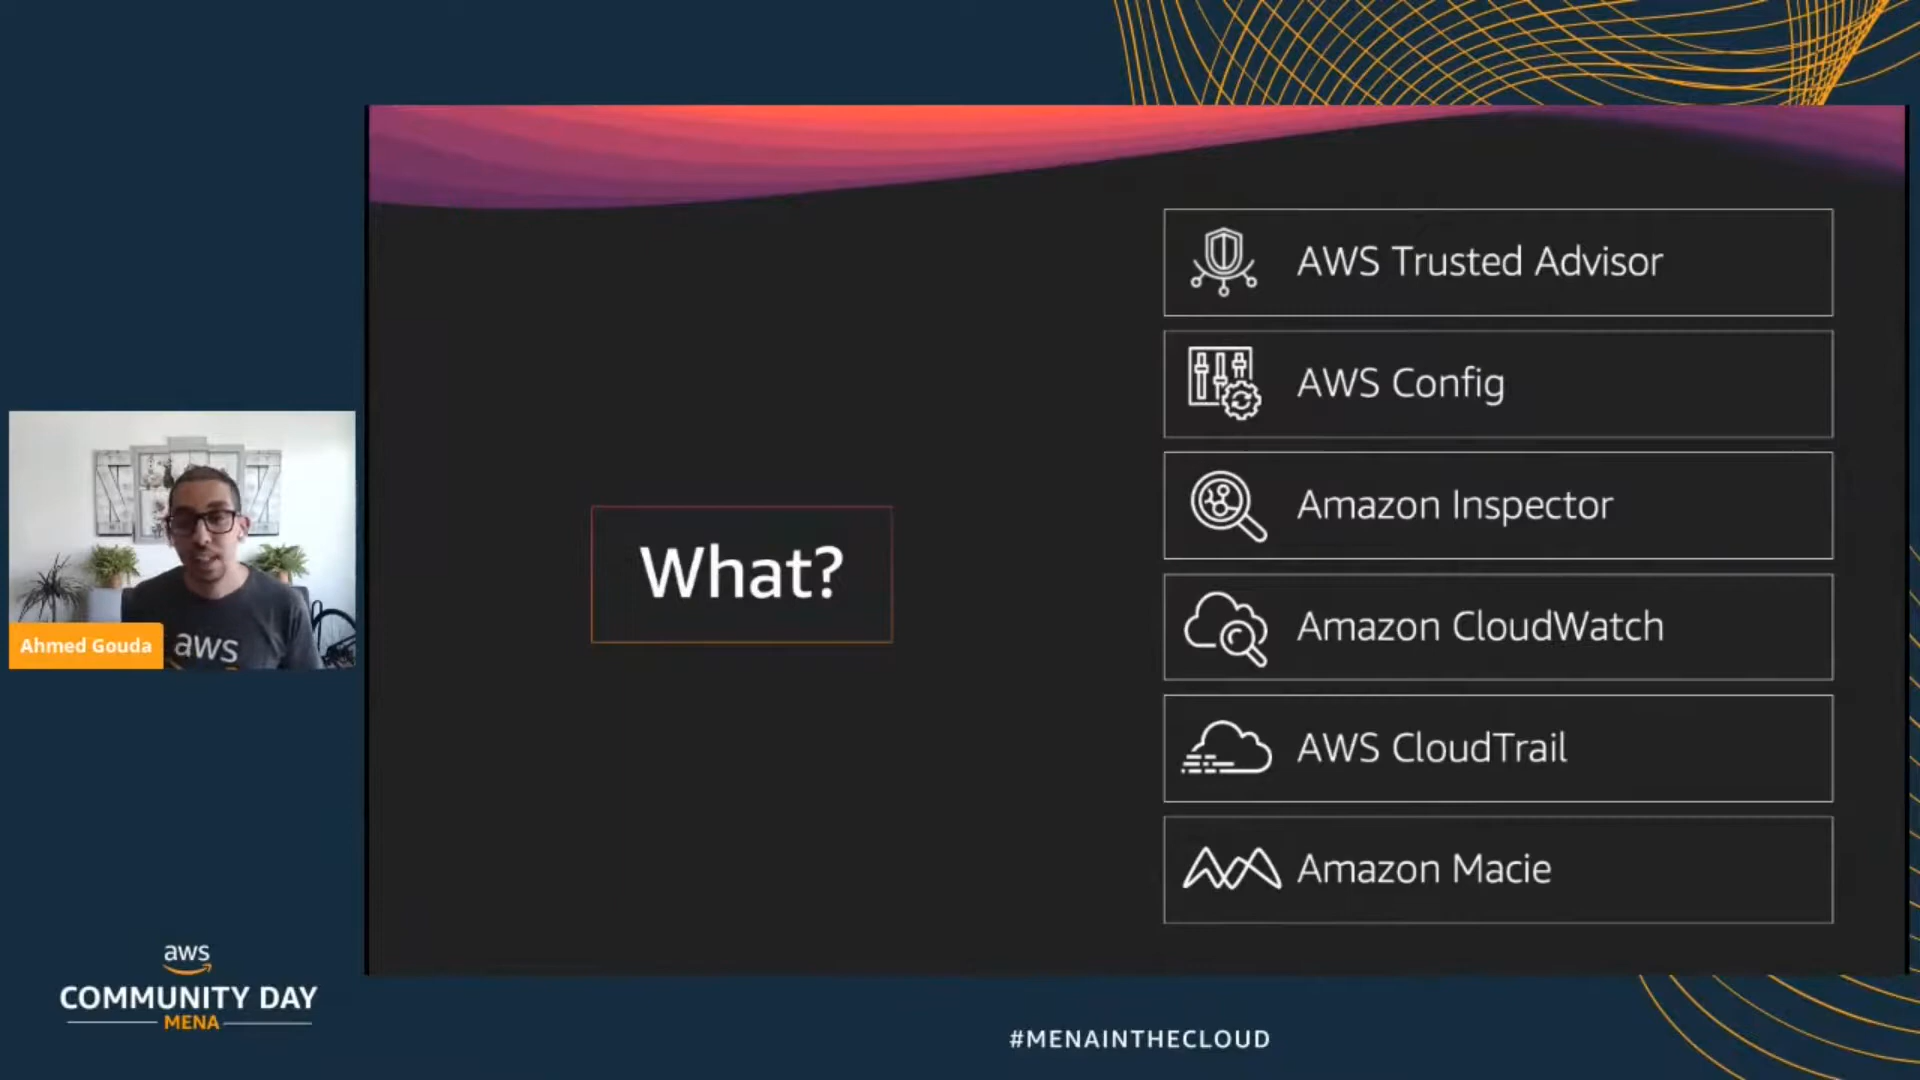 What?
AWS Trusted Advisor
AWS Config
Amazon Inspector
Amazon CloudWatch
AWS CloudTrail
Amazon Macie
Ahmed Gouda
aws
aws
COMMUNITY DAY
MENA
#MENAINTHECLOUD